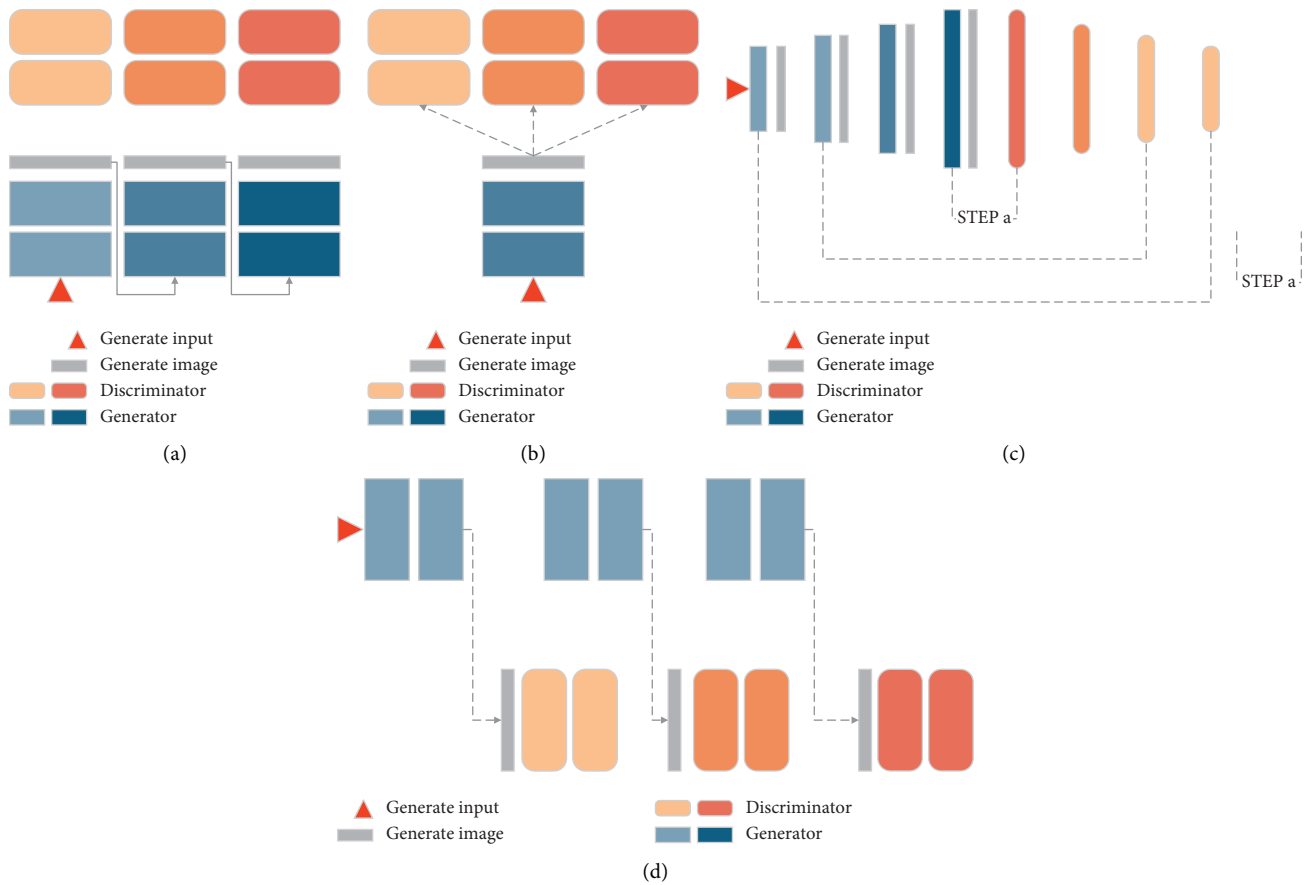 Generate input
Generate image
Discriminator
Generator
(a)
Generate input
Generate image
Discriminator
Generator
(b)
STEP a
STEP a
Generate input
Generate image
Discriminator
Generator
(c)
Generate input
Generate image
Discriminator
Generator
(d)